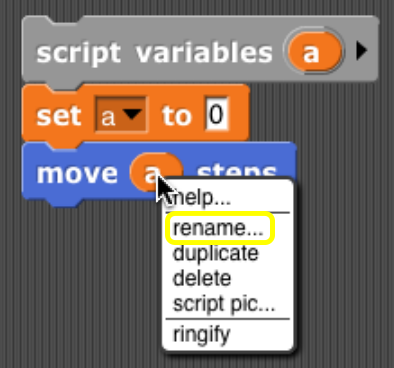 script variables a
set a to 0
move a steps
help...
rename...
duplicate
delete
script pic...
ringify